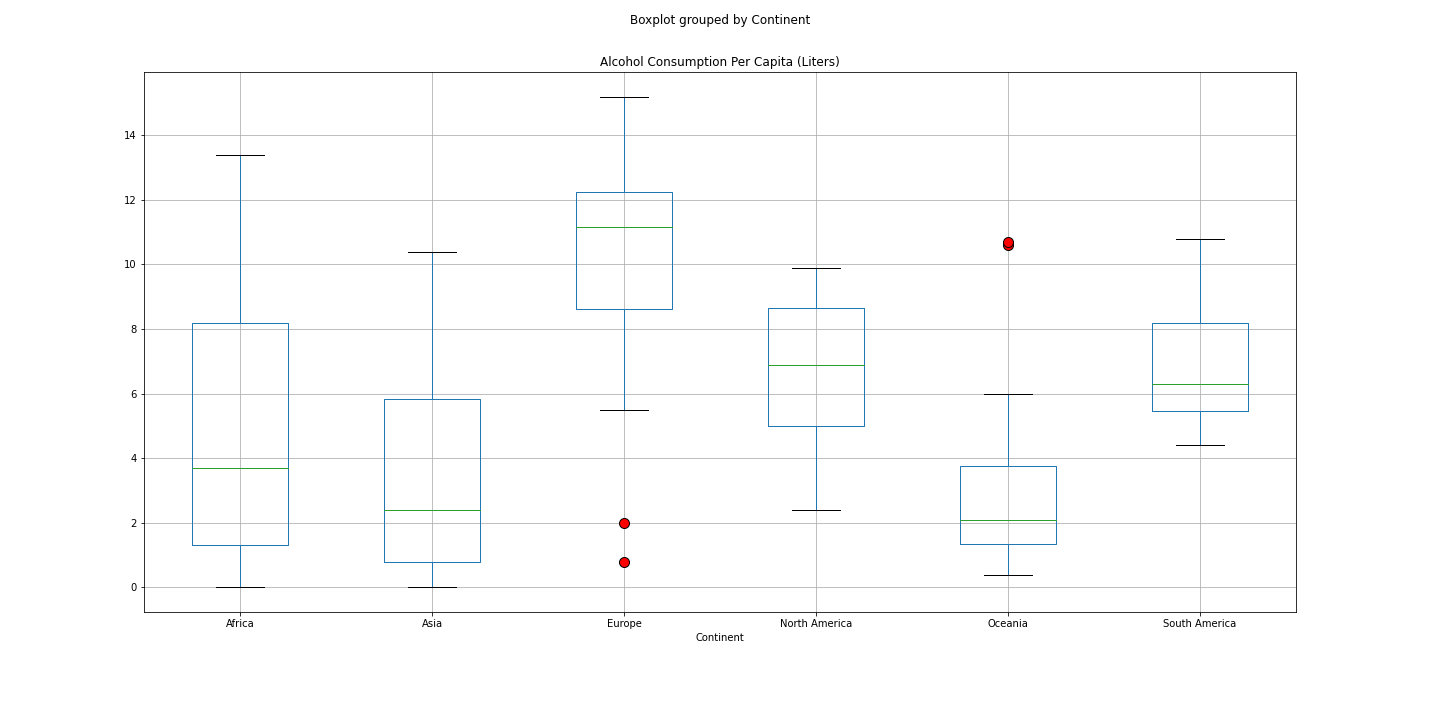 Boxplot grouped by Continent
Alcohol Consumption Per Capita (Liters)
14
12
10
8
6
4
2
0
Africa Asia Europe North America Oceania South America
Continent